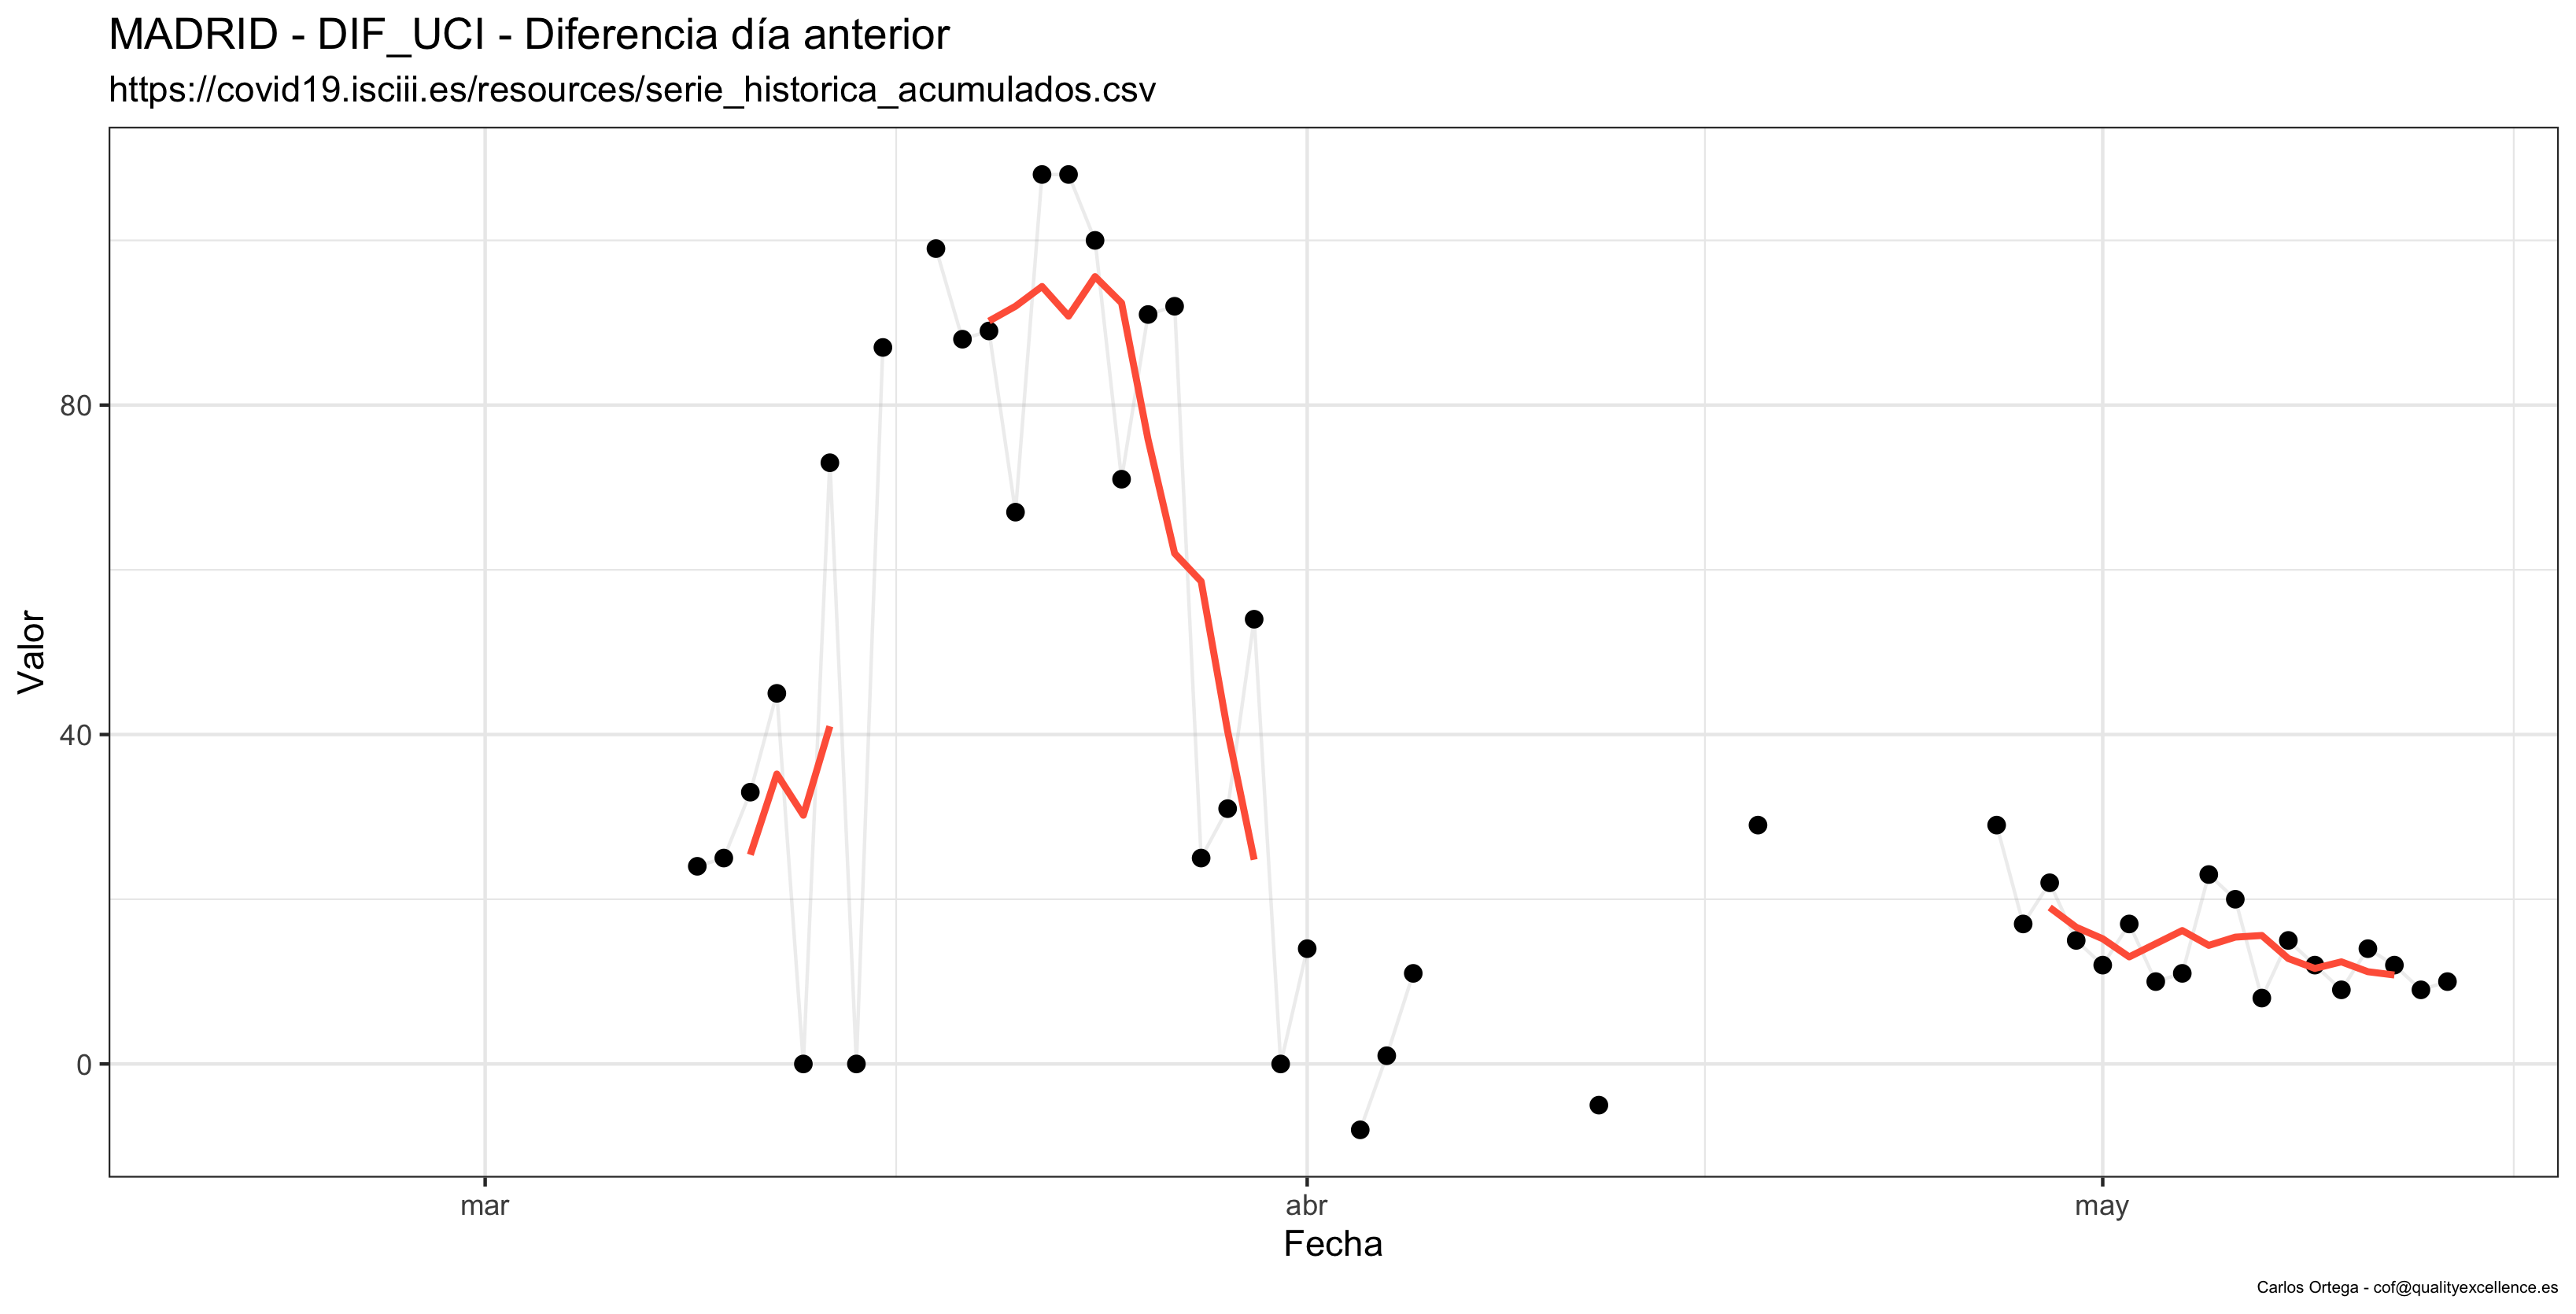 MADRID - DIF_UCI - Diferencia día anterior
https://covid19.isciii.es/resources/serie_historica_acumulados.csv
Valor
80
40
0
mar
abr
may
Fecha
Carlos Ortega - cof@qualityexcellence.es